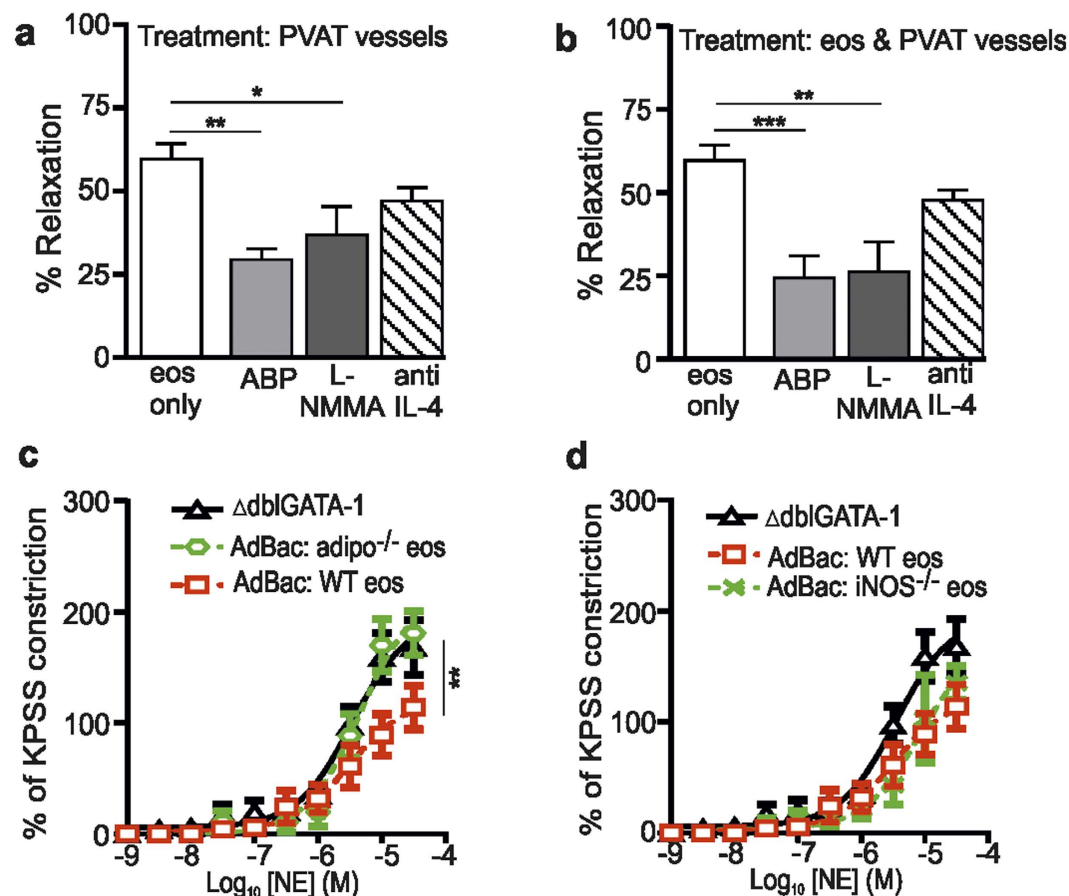 a
Treatment: PVAT vessels
100
75
50
25
0
% Relaxation
*
**
eos only
ABP
L-NMMA
anti IL-4
b
Treatment: eos & PVAT vessels
100
75
50
25
0
% Relaxation
**
***
eos only
ABP
L-NMMA
anti IL-4
c
300
200
100
0
% of KPSS constriction
ΔdblGATA-1
AdBac: adipo-/- eos
AdBac: WT eos
**
-9 -8 -7 -6 -5 -4
Log10 [NE] (M)
d
300
200
100
0
% of KPSS constriction
ΔdblGATA-1
AdBac: WT eos
AdBac: iNOS-/- eos
-9 -8 -7 -6 -5 -4
Log10 [NE] (M)